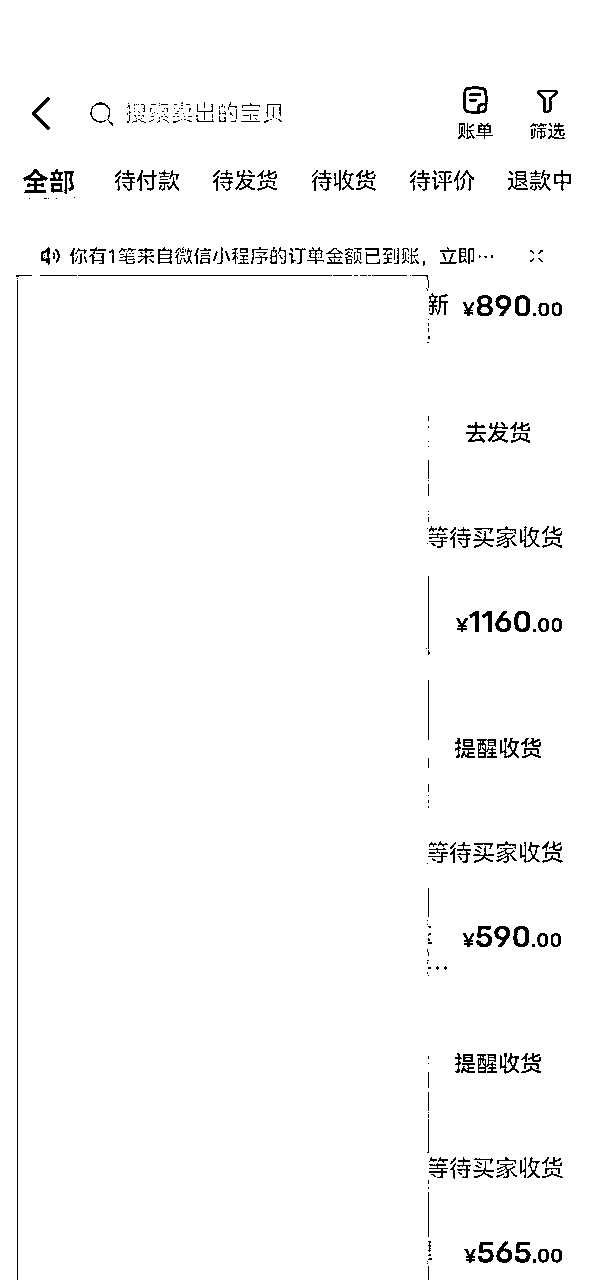 搜索卖出的宝贝
账单 筛选
全部 待付款 待发货 待收货 待评价 退款中
你有1笔来自微信小程序的订单金额已到账，立即…
新 ¥890.00
去发货
等待买家收货
¥1160.00
提醒收货
等待买家收货
¥590.00
…
提醒收货
等待买家收货
¥565.00